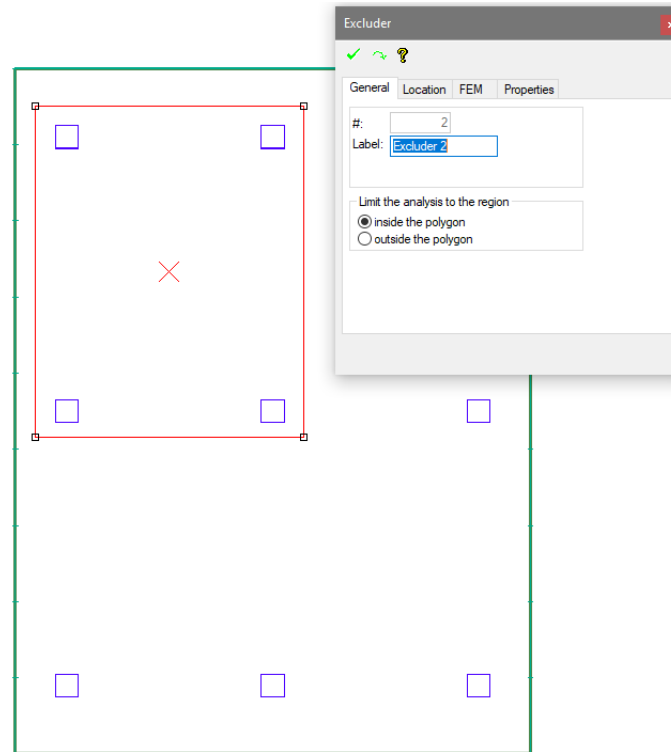 Excluder
General Location FEM Properties
#: 2
Label: Excluder 2
Limit the analysis to the region
inside the polygon
outside the polygon